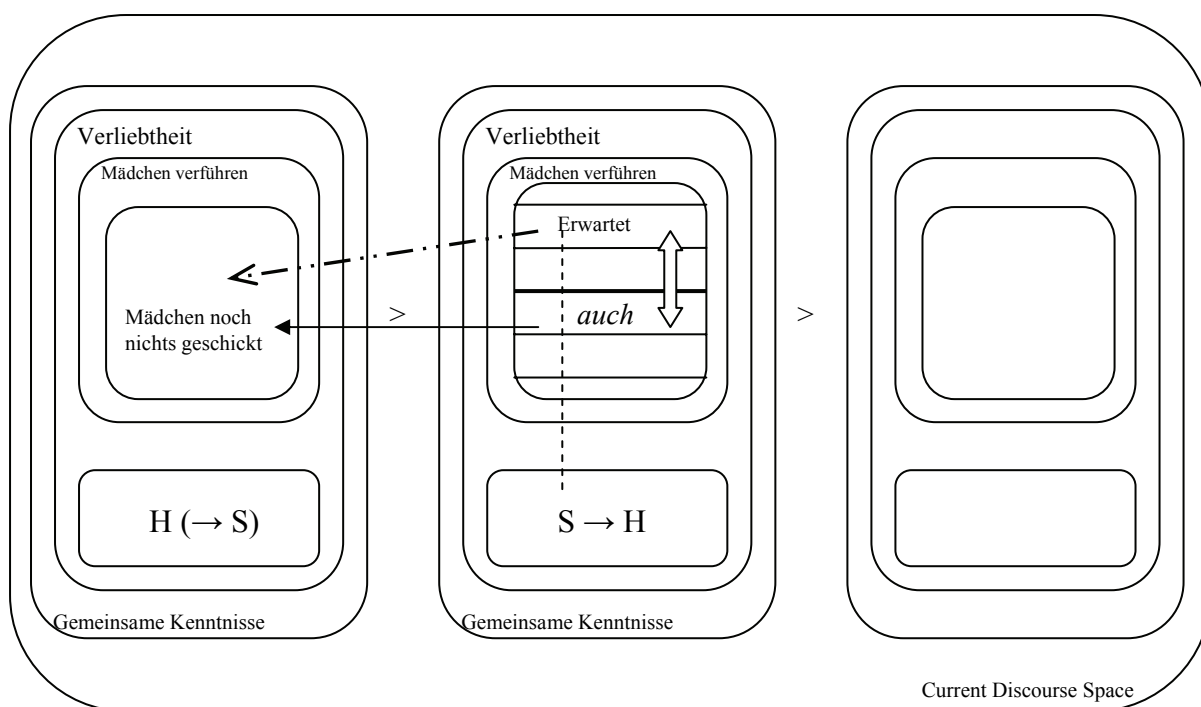 Verliebtheit
Mädchen verführen
Mädchen noch
nichts geschickt
H (→ S)
Gemeinsame Kenntnisse
>
Verliebtheit
Mädchen verführen
Erwartet
auch
S → H
Gemeinsame Kenntnisse
>
Current Discourse Space